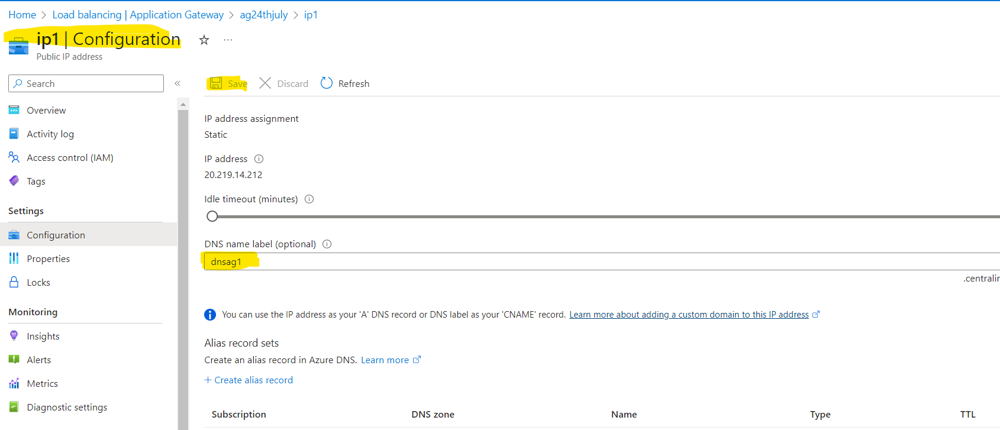 Home > Load balancing | Application Gateway > ag24thjuly > ip1
ip1 | Configuration ☆ ...
Public IP address
Search «
Save Discard Refresh
Overview
Activity log
Access control (IAM)
Tags
Settings
Configuration
Properties
Locks
Monitoring
Insights
Alerts
Metrics
Diagnostic settings
IP address assignment
Static
IP address
20.219.14.212
Idle timeout (minutes)
DNS name label (optional)
dnsag1
.centralin
You can use the IP address as your 'A' DNS record or DNS label as your 'CNAME' record. Learn more about adding a custom domain to this IP address
Alias record sets
Create an alias record in Azure DNS. Learn more
+ Create alias record
Subscription DNS zone Name Type TTL